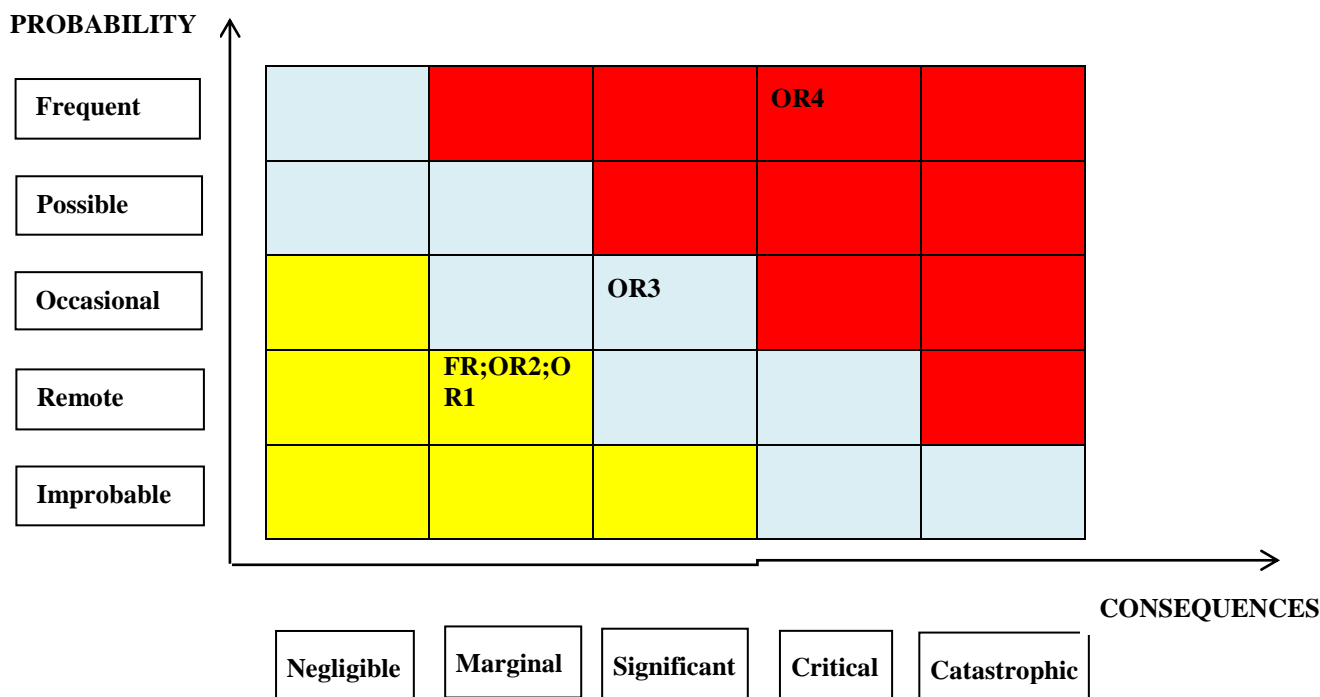 PROBABILITY
Frequent
OR4
Possible
Occasional
OR3
Remote
FR;OR2;O
R1
Improbable
CONSEQUENCES
Negligible
Marginal
Significant
Critical
Catastrophic